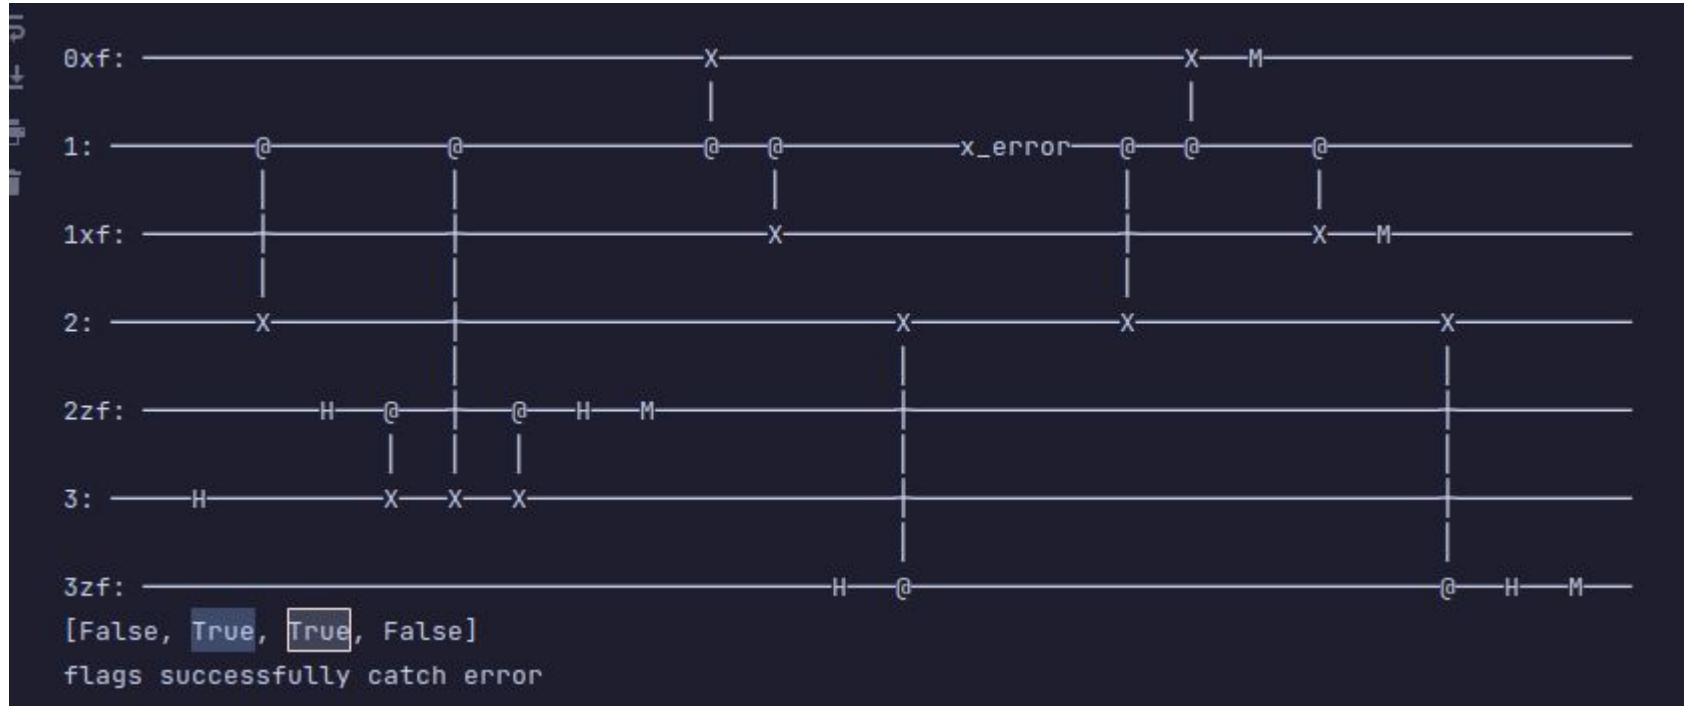 0xf: X X M
1: @ @ @ @ x_error @ @ @
1xf: X X M
2: X X X X
2zf: H @ @ H M
3: H X X X
3zf: H @ @ H M
[False, True, True, False]
flags successfully catch error